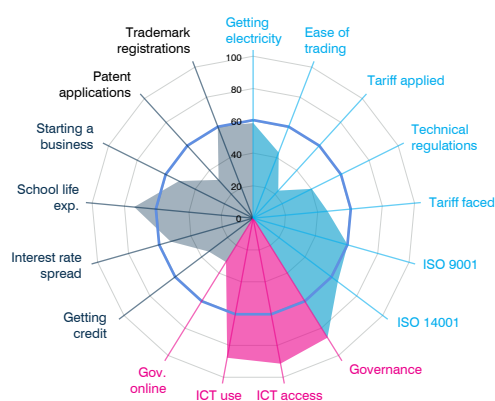 Getting
electricity
Ease of
trading
Tariff applied
Technical
regulations
Tariff faced
ISO 9001
ISO 14001
Governance
ICT access
ICT use
Gov.
online
Getting
credit
Interest rate
spread
School life
exp.
Starting a
business
Patent
applications
Trademark
registrations
100
80
60
40
20
0